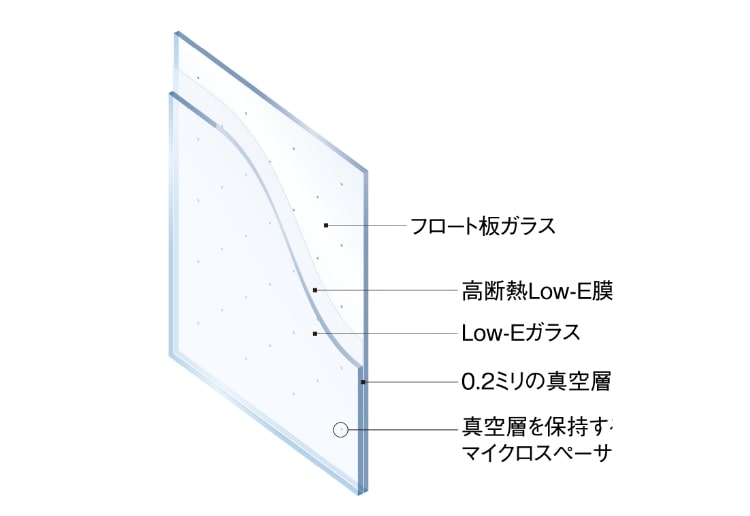 フロート板ガラス
高断熱Low-E膜
Low-Eガラス
0.2ミリの真空層
真空層を保持す
マイクロスペーサ